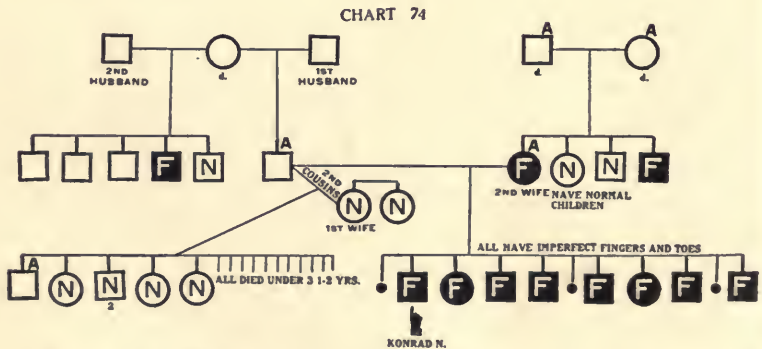 CHART 74
A A
2ND HUSBAND
d.
1ST HUSBAND
d.
d.
F N
A
2ND COUSINS
N N
1ST WIFE
A
F N N F
2ND WIFE NAVE NORMAL CHILDREN
A
N N N N
2
ALL DIED UNDER 3 1-2 YRS.
ALL HAVE IMPERFECT FINGERS AND TOES
F F F F F F F F
KONRAD N.